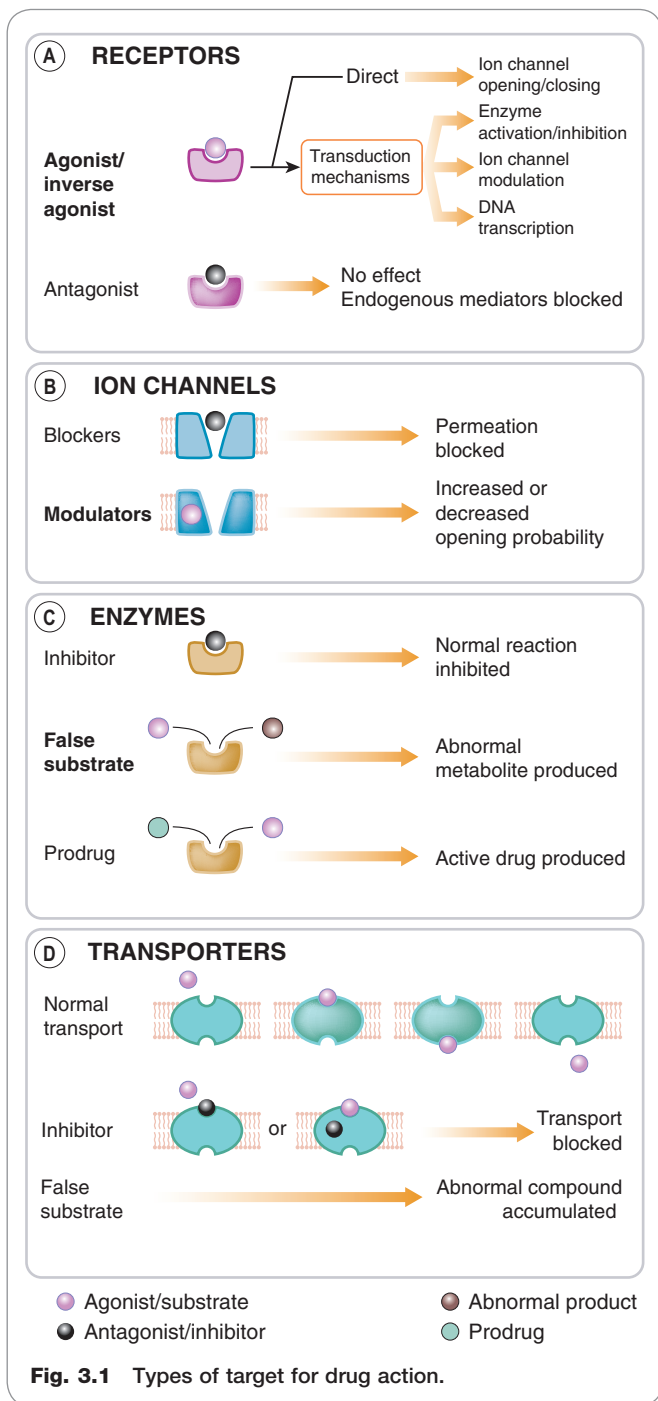 A RECEPTORS
Agonist/
inverse
agonist
Direct
Ion channel
opening/closing
Transduction
mechanisms
Enzyme
activation/inhibition
Ion channel
modulation
DNA
transcription
Antagonist
No effect
Endogenous mediators blocked
B ION CHANNELS
Blockers
Permeation
blocked
Modulators
Increased or
decreased
opening probability
C ENZYMES
Inhibitor
Normal reaction
inhibited
False
substrate
Abnormal
metabolite produced
Prodrug
Active drug produced
D TRANSPORTERS
Normal
transport
Inhibitor
or
Transport
blocked
False
substrate
Abnormal compound
accumulated
Agonist/substrate
Abnormal product
Antagonist/inhibitor
Prodrug
Fig. 3.1 Types of target for drug action.